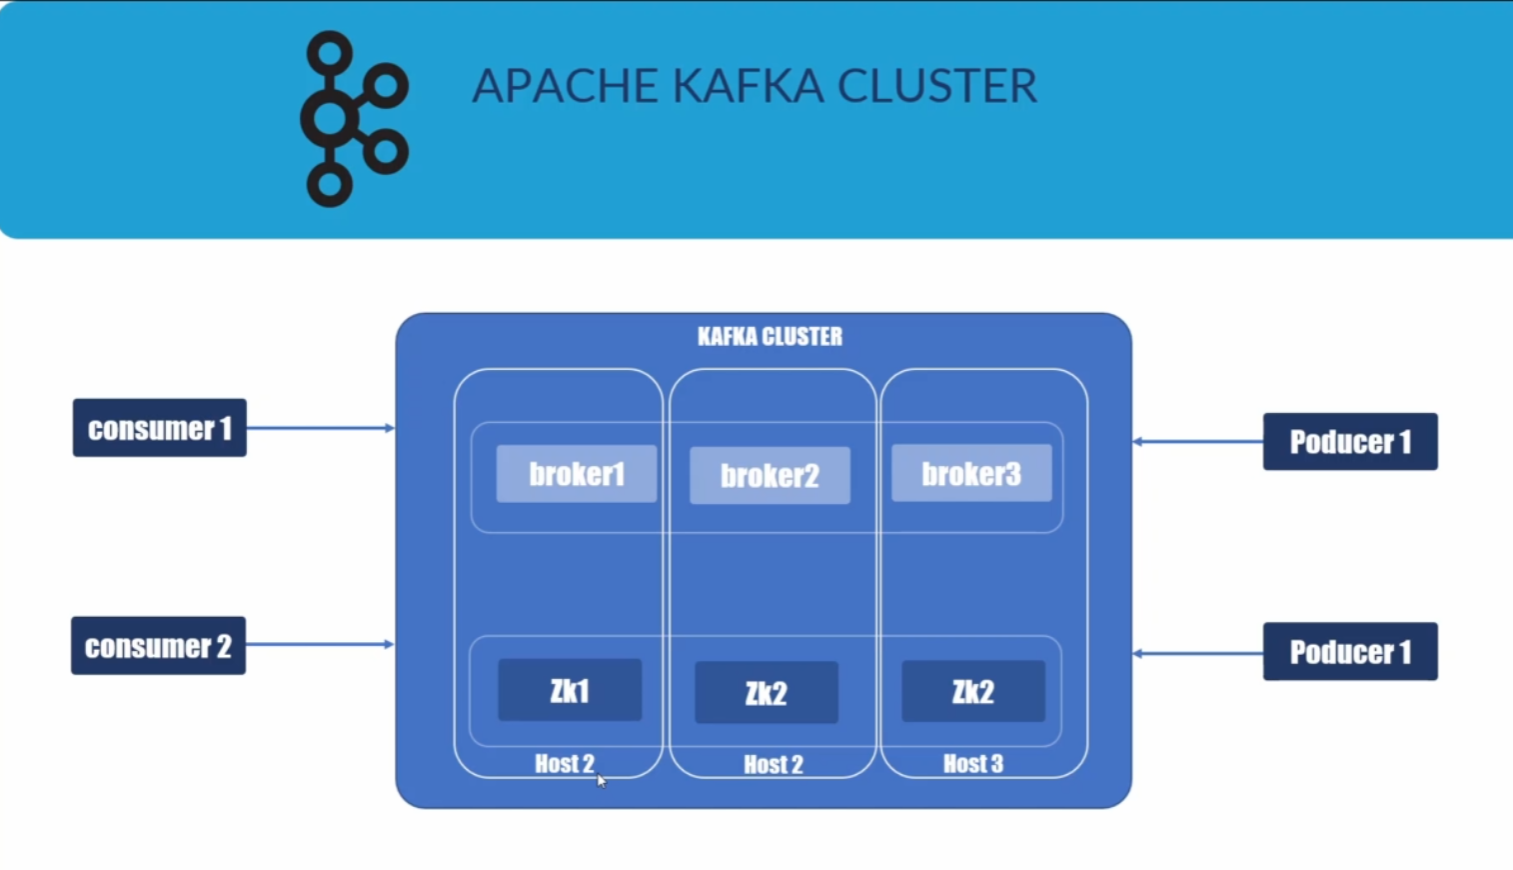 APACHE KAFKA CLUSTER
KAFKA CLUSTER
consumer 1
Poducer 1
broker1
broker2
broker3
consumer 2
Poducer 1
Zk1
Zk2
Zk2
Host 2
Host 2
Host 3